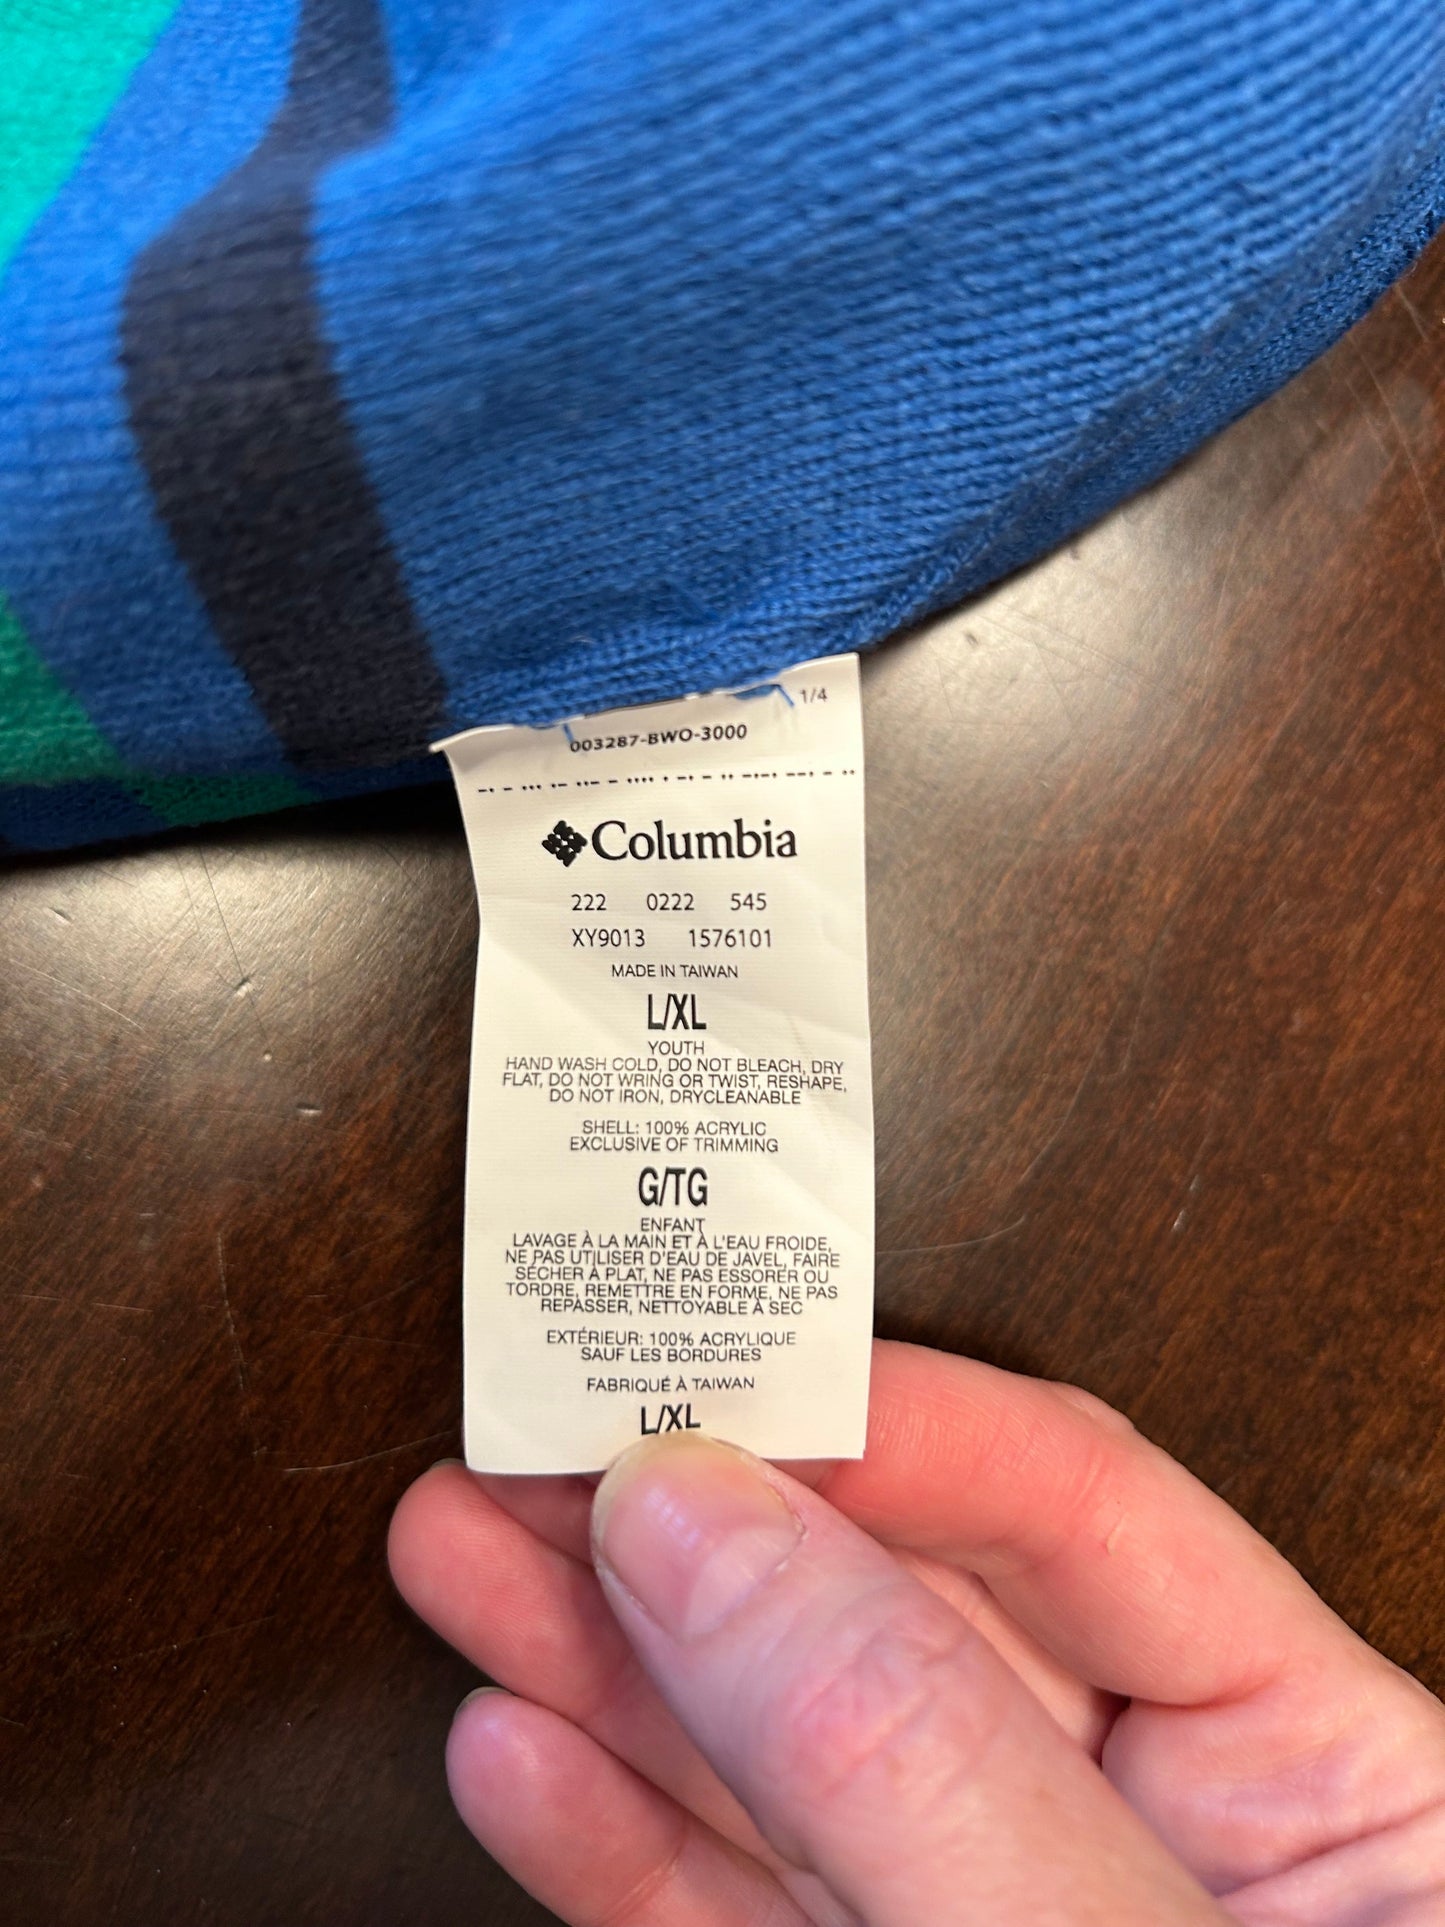 1/4
003287-BWO-3000
Columbia
222 0222 545
XY9013 1576101
MADE IN TAIWAN
L/XL
YOUTH
HAND WASH COLD, DO NOT BLEACH, DRY
FLAT, DO NOT WRING OR TWIST, RESHAPE,
DO NOT IRON, DRYCLEANABLE
SHELL: 100% ACRYLIC
EXCLUSIVE OF TRIMMING
G/TG
ENFANT
LAVAGE À LA MAIN ET À L'EAU FROIDE,
NE PAS UTILISER D'EAU DE JAVEL, FAIRE
SÉCHER À PLAT, NE PAS ESSORER OU
TORDRE, REMETTRE EN FORME, NE PAS
REPASSER, NETTOYABLE À SEC
EXTÉRIEUR: 100% ACRYLIQUE
SAUF LES BORDURES
FABRIQUÉ À TAIWAN
L/XL